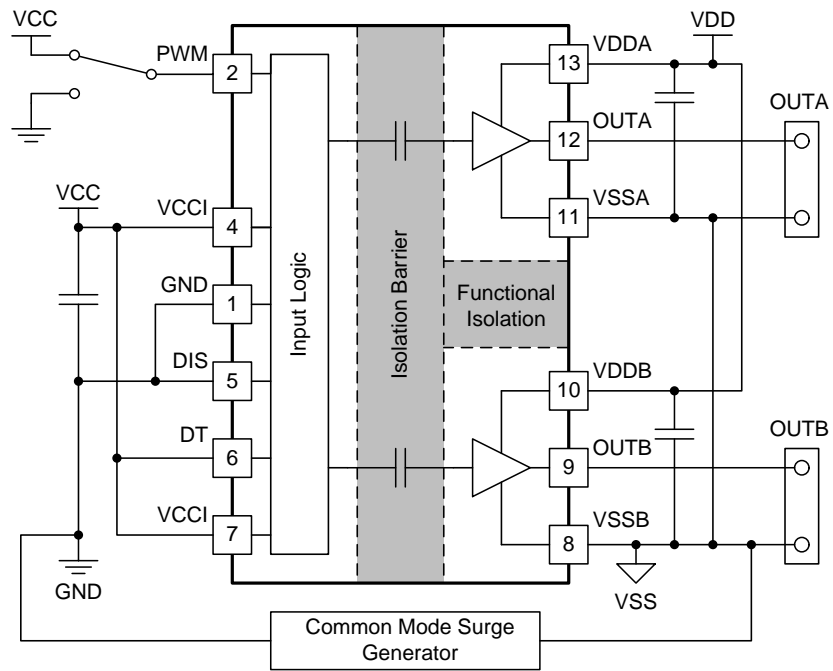 VCC
PWM
2
VCC
VCCI
4
GND
1
DIS
5
DT
6
VCCI
7
GND
Input Logic
Isolation Barrier
Functional
Isolation
VDDA
13
VDD
OUTA
12
OUTA
VSSA
11
VDDB
10
OUTB
9
OUTB
VSSB
8
VSS
Common Mode Surge
Generator